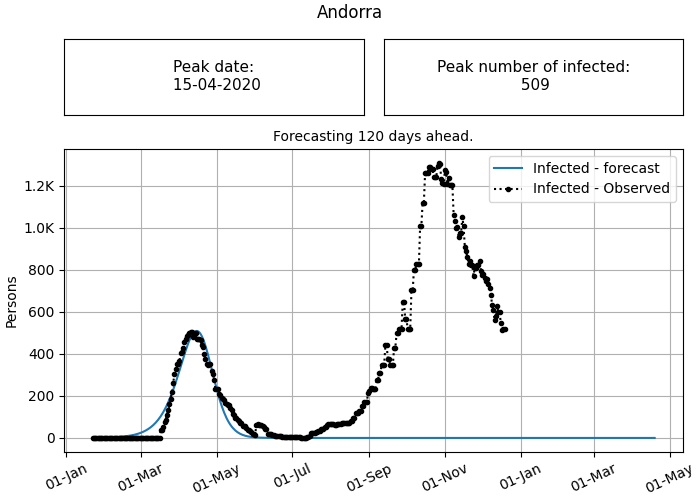 Andorra
Peak date:
15-04-2020
Peak number of infected:
509
Forecasting 120 days ahead.
Infected - forecast
Infected - Observed
Persons
1.2K
1.0K
800
600
400
200
0
01-Jan
01-Mar
01-May
01-Jul
01-Sep
01-Nov
01-Jan
01-Mar
01-May